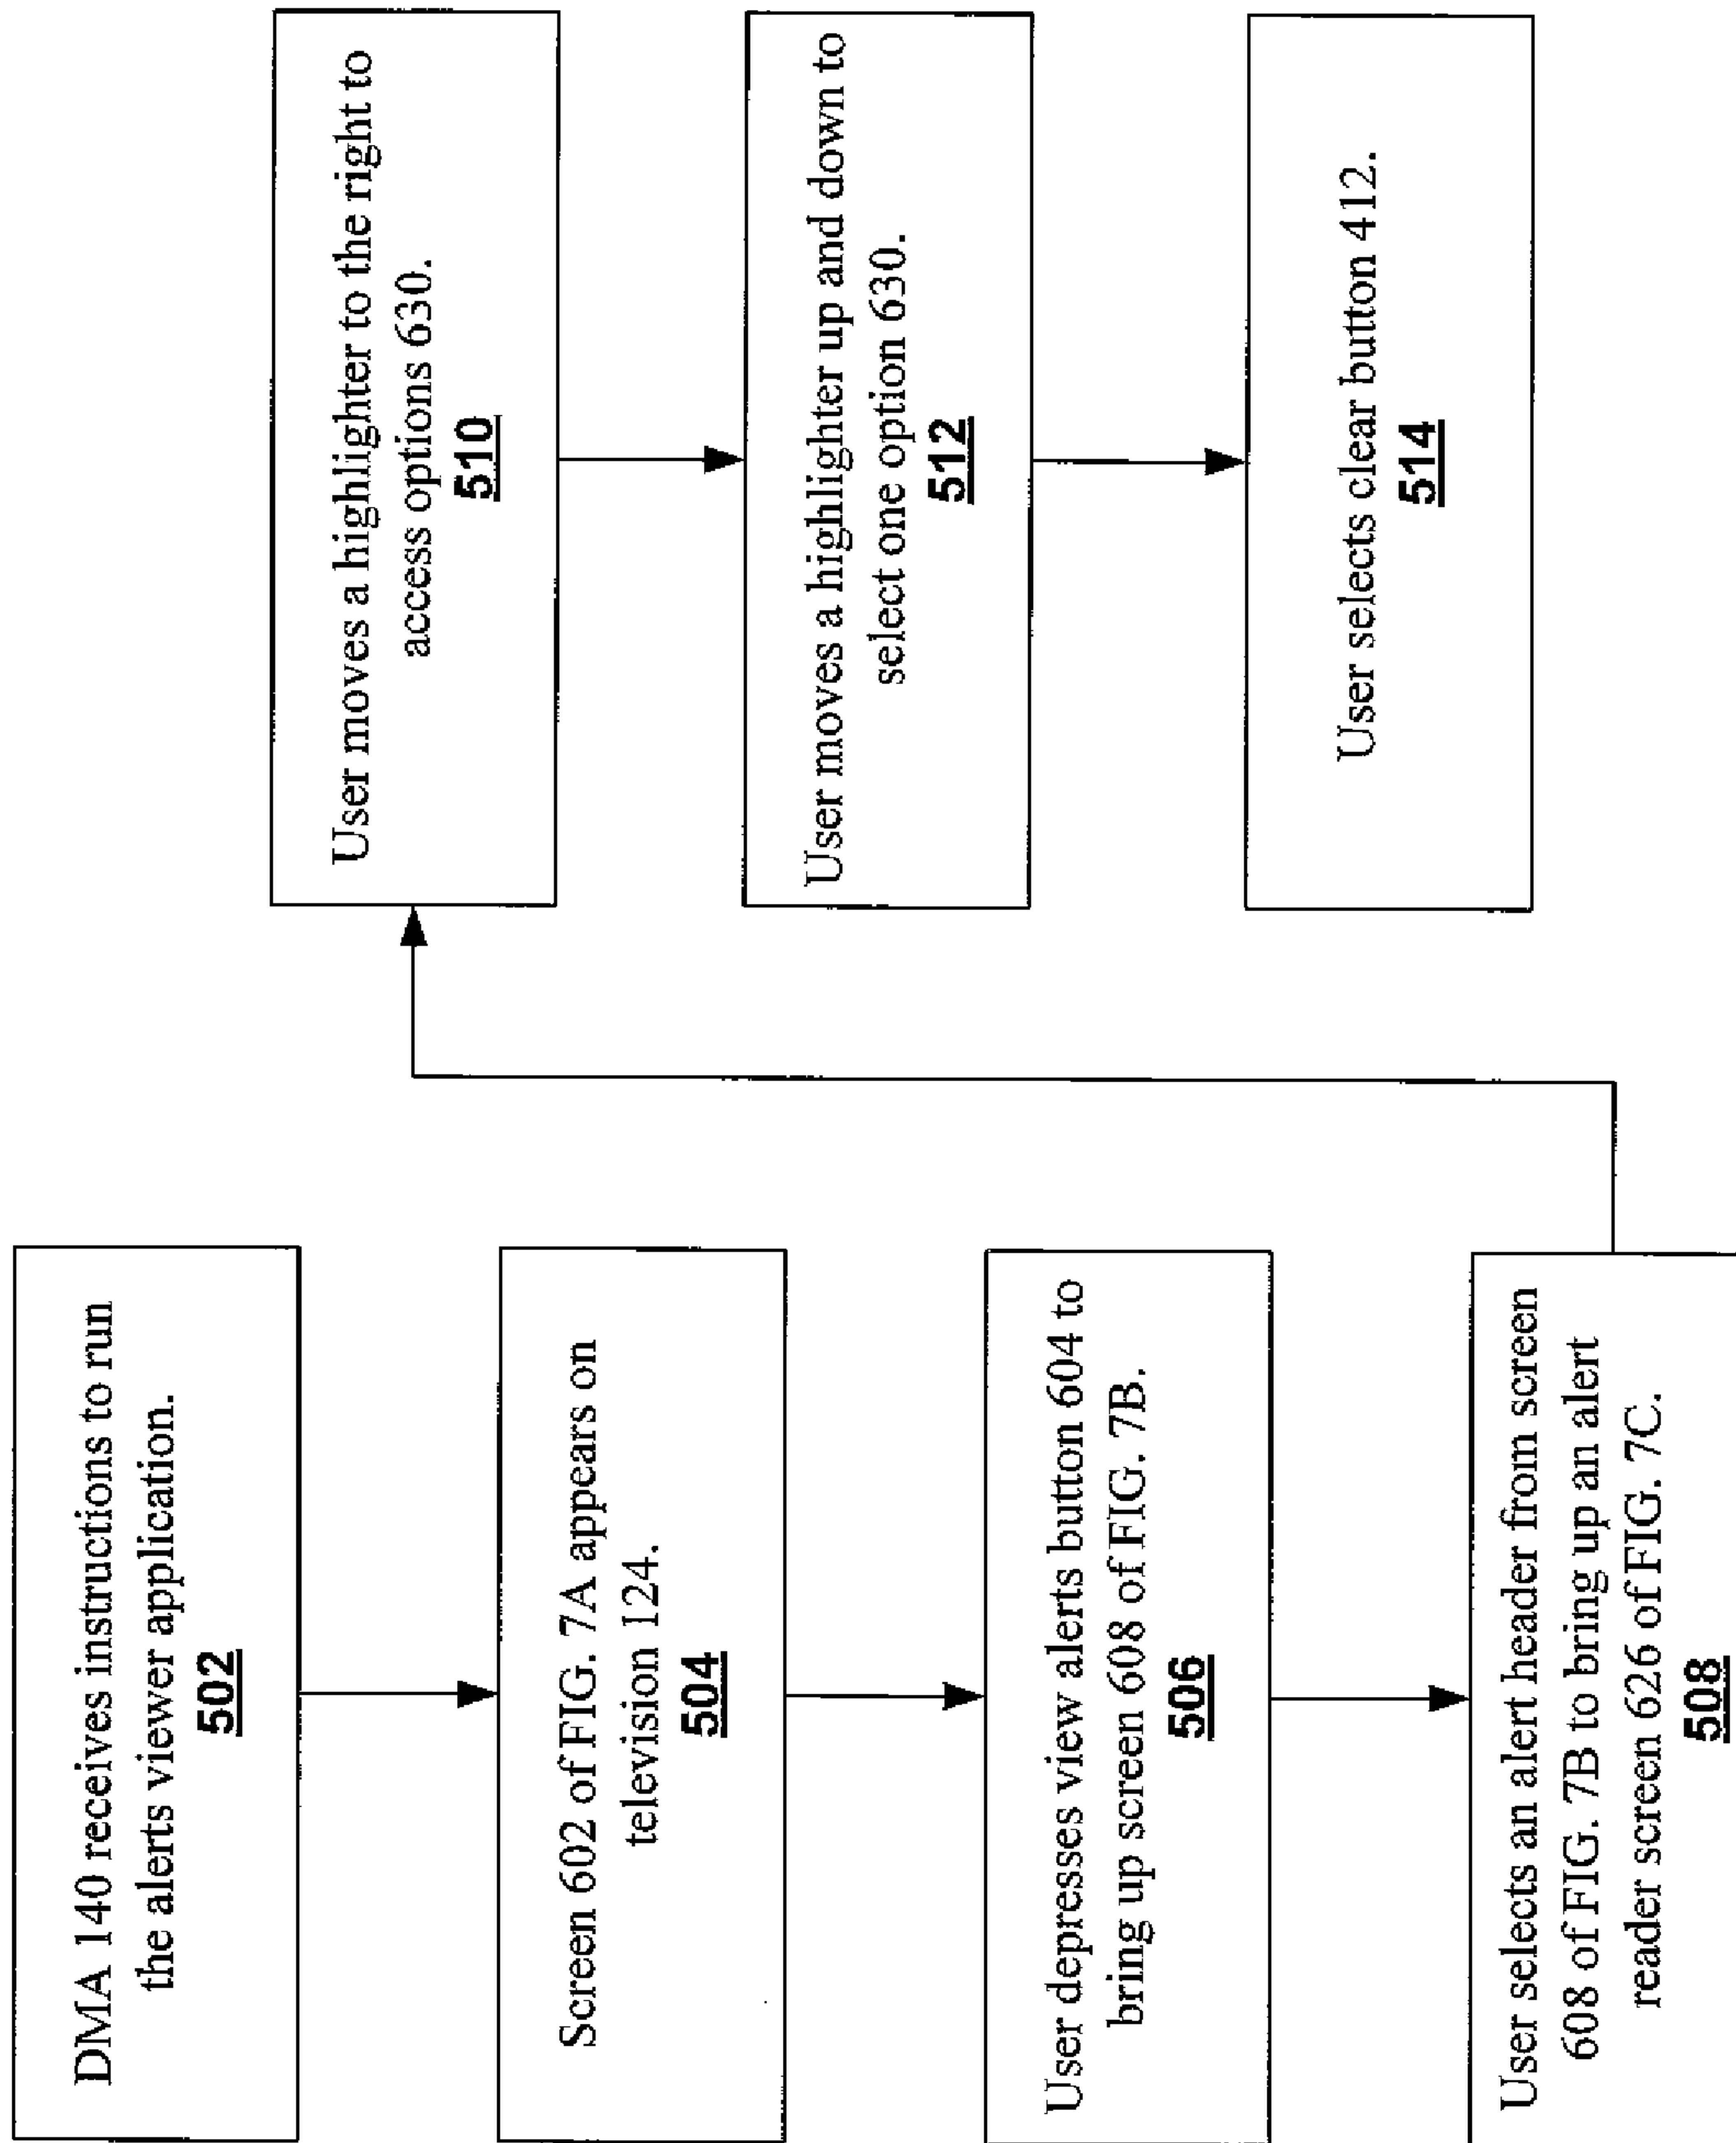 DMA 140 receives instructions to run
the alerts viewer application.
502
Screen 602 of FIG. 7A appears on
television 124.
504
User depresses view alerts button 604 to
bring up screen 608 of FIG. 7B.
506
User selects an alert header from screen
608 of FIG. 7B to bring up an alert
reader screen 626 of FIG. 7C.
508
User moves a highlighter to the right to
access options 630.
510
User moves a highlighter up and down to
select one option 630.
512
User selects clear button 412.
514